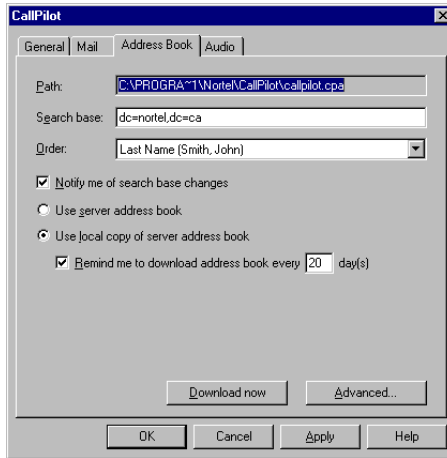 CallPilot
General Mail Address Book Audio
Path: C:\PROGRA~1\Nortel\CallPilot\callpilot.cpa
Search base: dc=nortel,dc=ca
Order: Last Name (Smith, John)
Notify me of search base changes
Use server address book
Use local copy of server address book
Remind me to download address book every 20 day(s)
Download now Advanced...
OK Cancel Apply Help